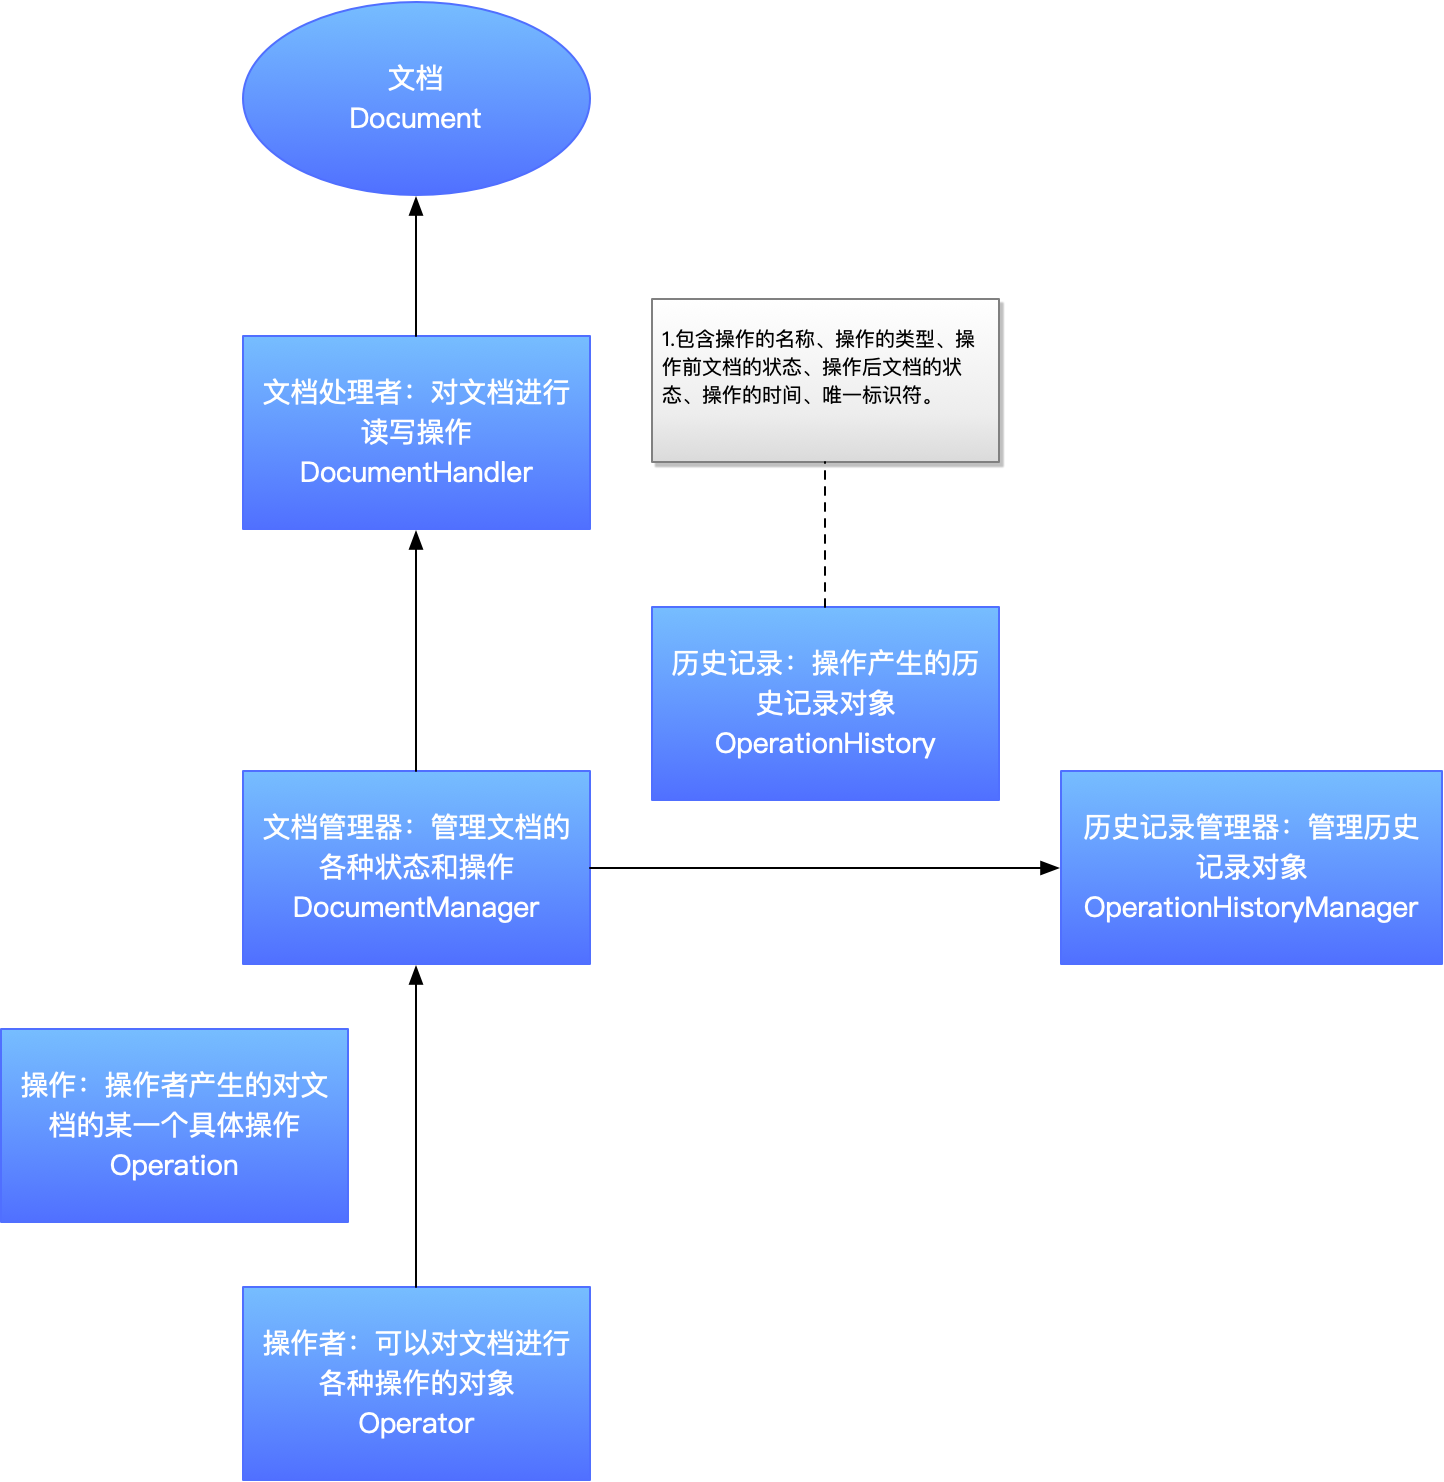 文档
Document
文档处理者：对文档进行
读写操作
DocumentHandler
1.包含操作的名称、操作的类型、操
作前文档的状态、操作后文档的状
态、操作的时间、唯一标识符。
历史记录：操作产生的历
史记录对象
OperationHistory
文档管理器：管理文档的
各种状态和操作
DocumentManager
历史记录管理器：管理历史
记录对象
OperationHistoryManager
操作：操作者产生的对文
档的某一个具体操作
Operation
操作者：可以对文档进行
各种操作的对象
Operator